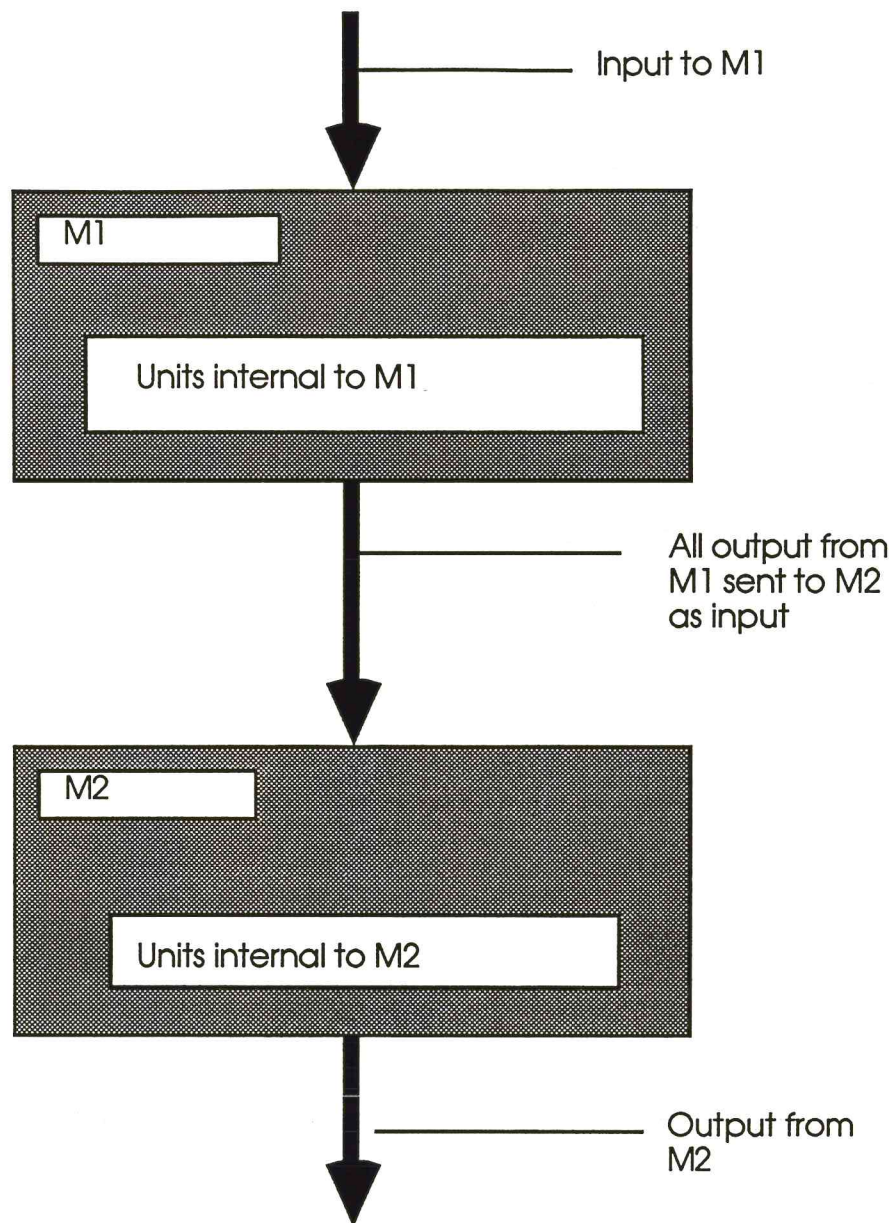 Input to M1
M1
Units internal to M1
All output from
M1 sent to M2
as input
M2
Units internal to M2
Output from
M2